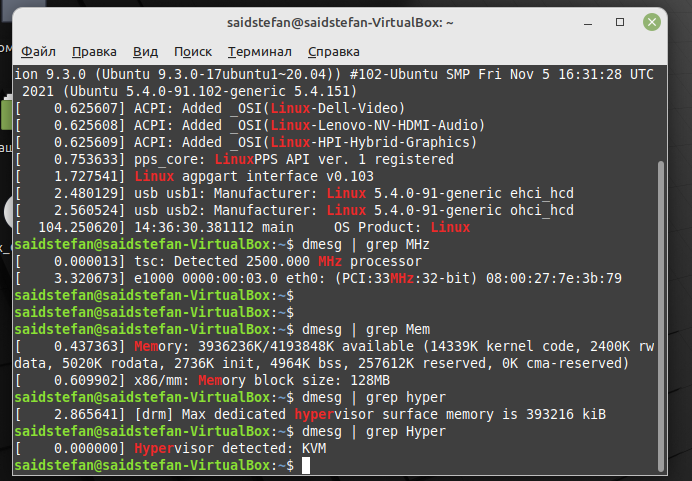 saidstefan@saidstefan-VirtualBox: ~
Файл Правка Вид Поиск Терминал Справка
ion 9.3.0 (Ubuntu 9.3.0-17ubuntu1~20.04)) #102-Ubuntu SMP Fri Nov 5 16:31:28 UTC
 2021 (Ubuntu 5.4.0-91.102-generic 5.4.151)
[    0.625607] ACPI: Added _OSI(Linux-Dell-Video)
[    0.625608] ACPI: Added _OSI(Linux-Lenovo-NV-HDMI-Audio)
[    0.625609] ACPI: Added _OSI(Linux-HPI-Hybrid-Graphics)
[    0.753633] pps_core: LinuxPPS API ver. 1 registered
[    1.727541] Linux agpgart interface v0.103
[    2.480129] usb usb1: Manufacturer: Linux 5.4.0-91-generic ehci_hcd
[    2.560524] usb usb2: Manufacturer: Linux 5.4.0-91-generic ohci_hcd
[  104.250620] 14:36:30.381112 main     OS Product: Linux
saidstefan@saidstefan-VirtualBox:~$ dmesg | grep MHz
[    0.000013] tsc: Detected 2500.000 MHz processor
[    3.320673] e1000 0000:00:03.0 eth0: (PCI:33MHz:32-bit) 08:00:27:7e:3b:79
saidstefan@saidstefan-VirtualBox:~$
saidstefan@saidstefan-VirtualBox:~$
saidstefan@saidstefan-VirtualBox:~$ dmesg | grep Mem
[    0.437363] Memory: 3936236K/4193848K available (14339K kernel code, 2400K rw
data, 5020K rodata, 2736K init, 4964K bss, 257612K reserved, 0K cma-reserved)
[    0.609902] x86/mm: Memory block size: 128MB
saidstefan@saidstefan-VirtualBox:~$ dmesg | grep hyper
[    2.865641] [drm] Max dedicated hypervisor surface memory is 393216 kiB
saidstefan@saidstefan-VirtualBox:~$ dmesg | grep Hyper
[    0.000000] Hypervisor detected: KVM
saidstefan@saidstefan-VirtualBox:~$